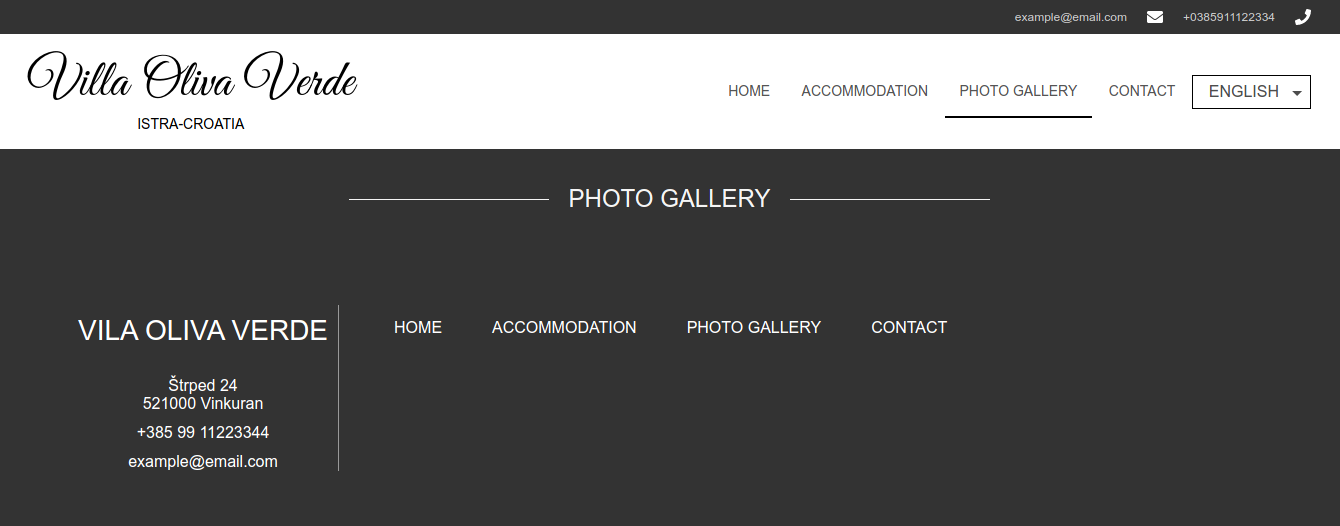 example@email.com +0385911122334
Villa Oliva Verde
ISTRA-CROATIA
HOME ACCOMMODATION PHOTO GALLERY CONTACT ENGLISH
PHOTO GALLERY
VILA OLIVA VERDE
HOME ACCOMMODATION PHOTO GALLERY CONTACT
Štrped 24
521000 Vinkuran
+385 99 11223344
example@email.com